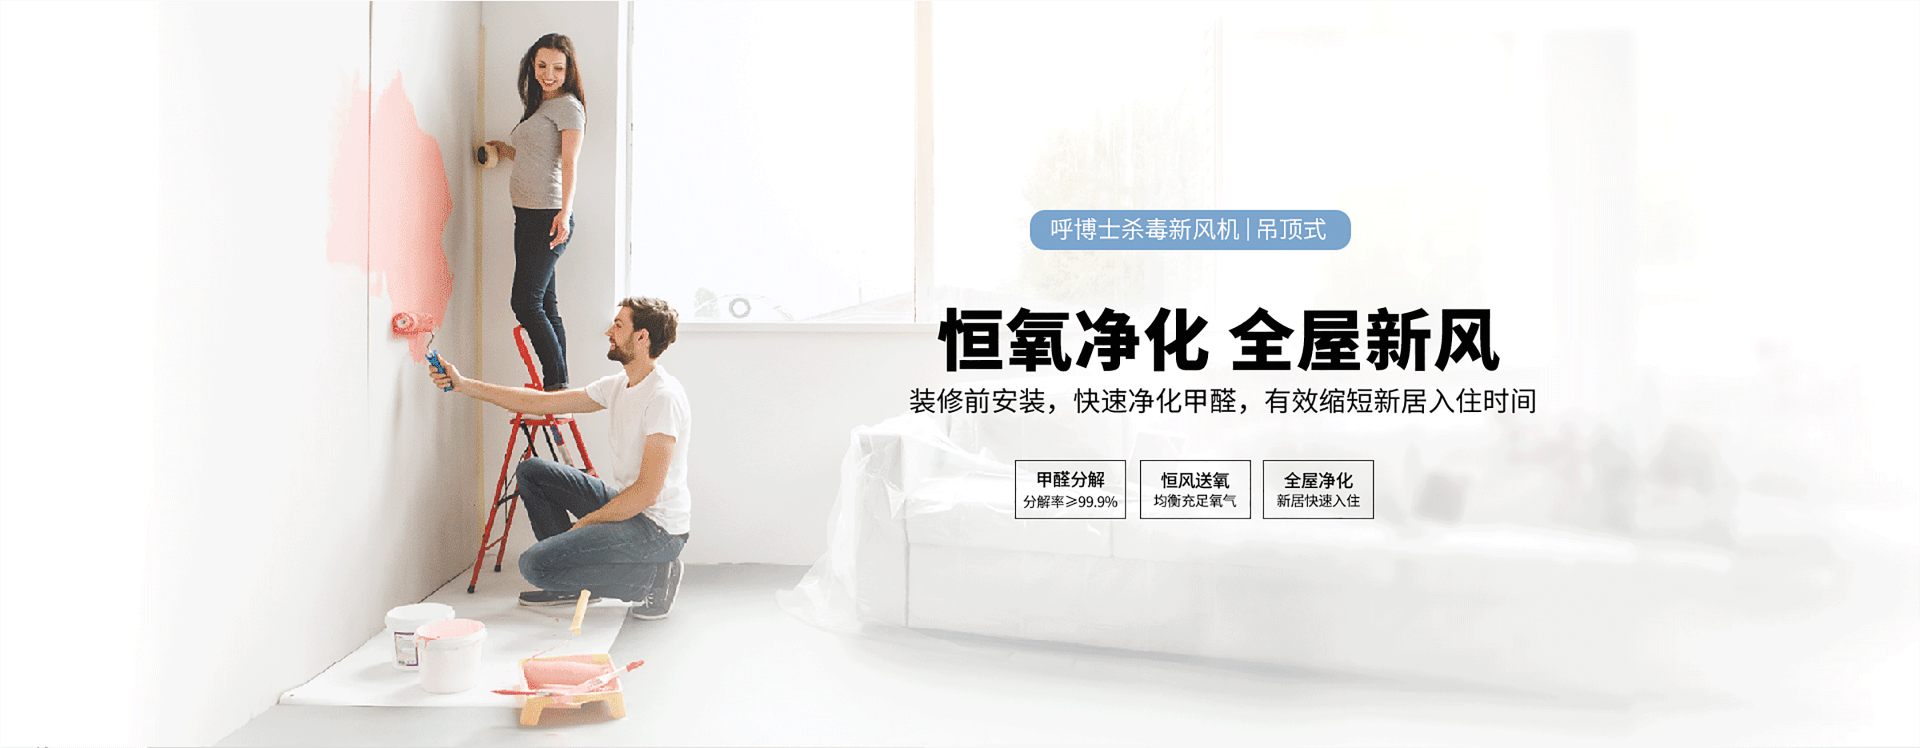 呼博士杀毒新风机|吊顶式
恒氧净化 全屋新风
装修前安装，快速净化甲醛，有效缩短新居入住时间
甲醛分解
分解率≥99.9%
恒风送氧
均衡充足氧气
全屋净化
新居快速入住